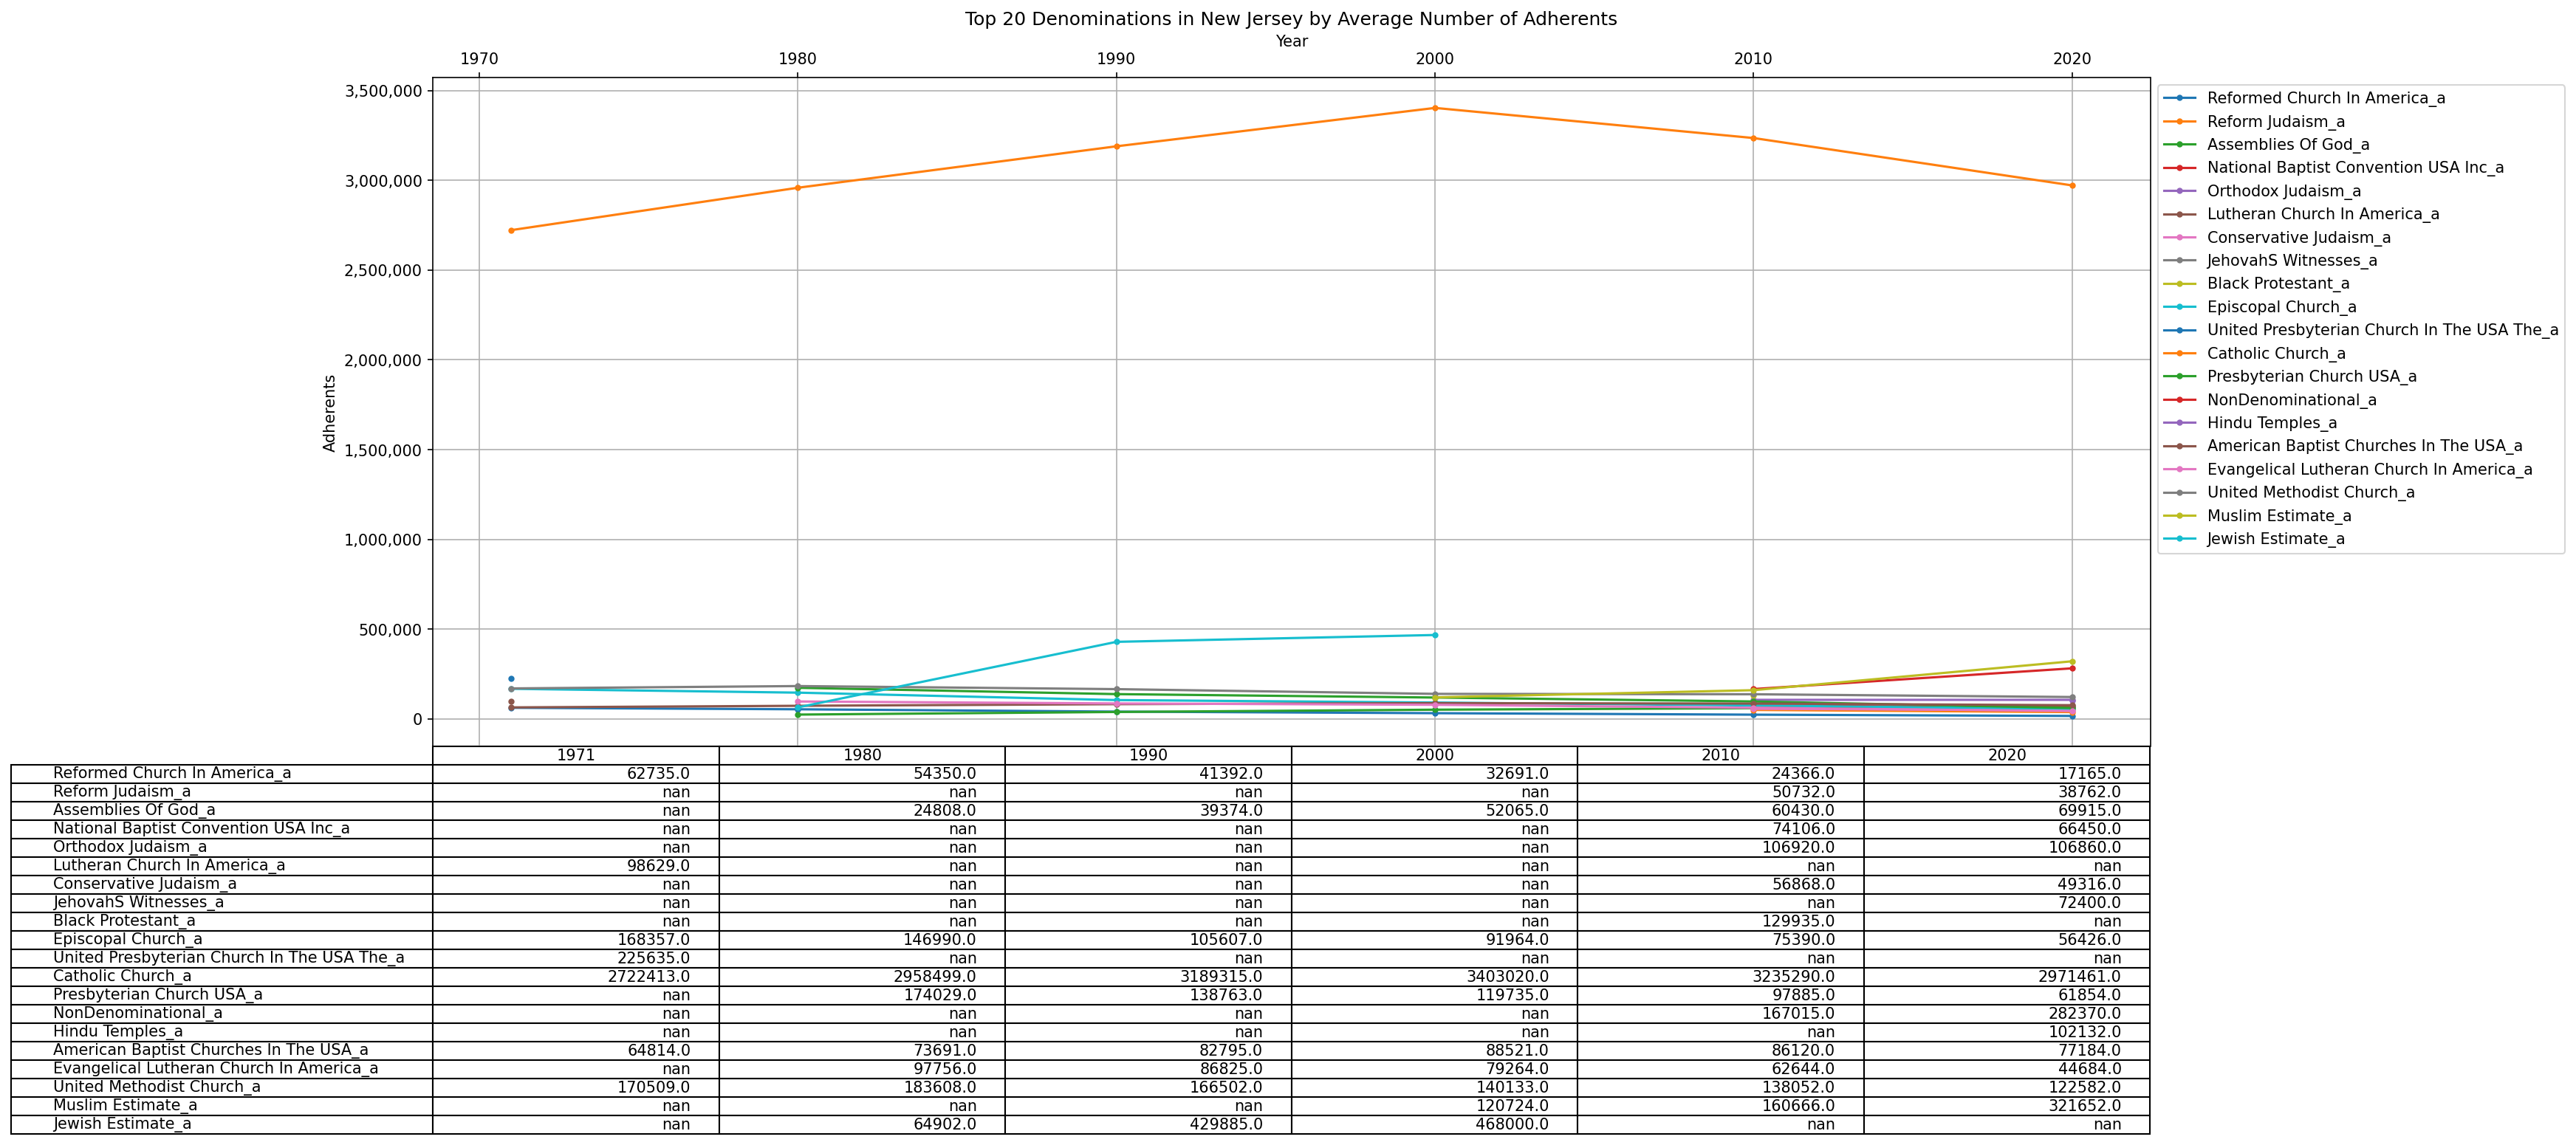 Top 20 Denominations in New Jersey by Average Number of Adherents
Year
1970 1980 1990 2000 2010 2020
3,500,000
3,000,000
2,500,000
2,000,000
1,500,000
1,000,000
500,000
0
Adherents
Reformed Church In America_a
Reform Judaism_a
Assemblies Of God_a
National Baptist Convention USA Inc_a
Orthodox Judaism_a
Lutheran Church In America_a
Conservative Judaism_a
JehovahS Witnesses_a
Black Protestant_a
Episcopal Church_a
United Presbyterian Church In The USA The_a
Catholic Church_a
Presbyterian Church USA_a
NonDenominational_a
Hindu Temples_a
American Baptist Churches In The USA_a
Evangelical Lutheran Church In America_a
United Methodist Church_a
Muslim Estimate_a
Jewish Estimate_a
1971 1980 1990 2000 2010 2020
Reformed Church In America_a 62735.0 54350.0 41392.0 32691.0 24366.0 17165.0
Reform Judaism_a nan nan nan nan 50732.0 38762.0
Assemblies Of God_a nan 24808.0 39374.0 52065.0 60430.0 69915.0
National Baptist Convention USA Inc_a nan nan nan nan 74106.0 66450.0
Orthodox Judaism_a nan nan nan nan 106920.0 106860.0
Lutheran Church In America_a 98629.0 nan nan nan nan nan
Conservative Judaism_a nan nan nan nan 56868.0 49316.0
JehovahS Witnesses_a nan nan nan nan nan 72400.0
Black Protestant_a nan nan nan nan 129935.0 nan
Episcopal Church_a 168357.0 146990.0 105607.0 91964.0 75390.0 56426.0
United Presbyterian Church In The USA The_a 225635.0 nan nan nan nan nan
Catholic Church_a 2722413.0 2958499.0 3189315.0 3403020.0 3235290.0 2971461.0
Presbyterian Church USA_a nan 174029.0 138763.0 119735.0 97885.0 61854.0
NonDenominational_a nan nan nan nan 167015.0 282370.0
Hindu Temples_a nan nan nan nan nan 102132.0
American Baptist Churches In The USA_a 64814.0 73691.0 82795.0 88521.0 86120.0 77184.0
Evangelical Lutheran Church In America_a nan 97756.0 86825.0 79264.0 62644.0 44684.0
United Methodist Church_a 170509.0 183608.0 166502.0 140133.0 138052.0 122582.0
Muslim Estimate_a nan nan nan 120724.0 160666.0 321652.0
Jewish Estimate_a nan 64902.0 429885.0 468000.0 nan nan